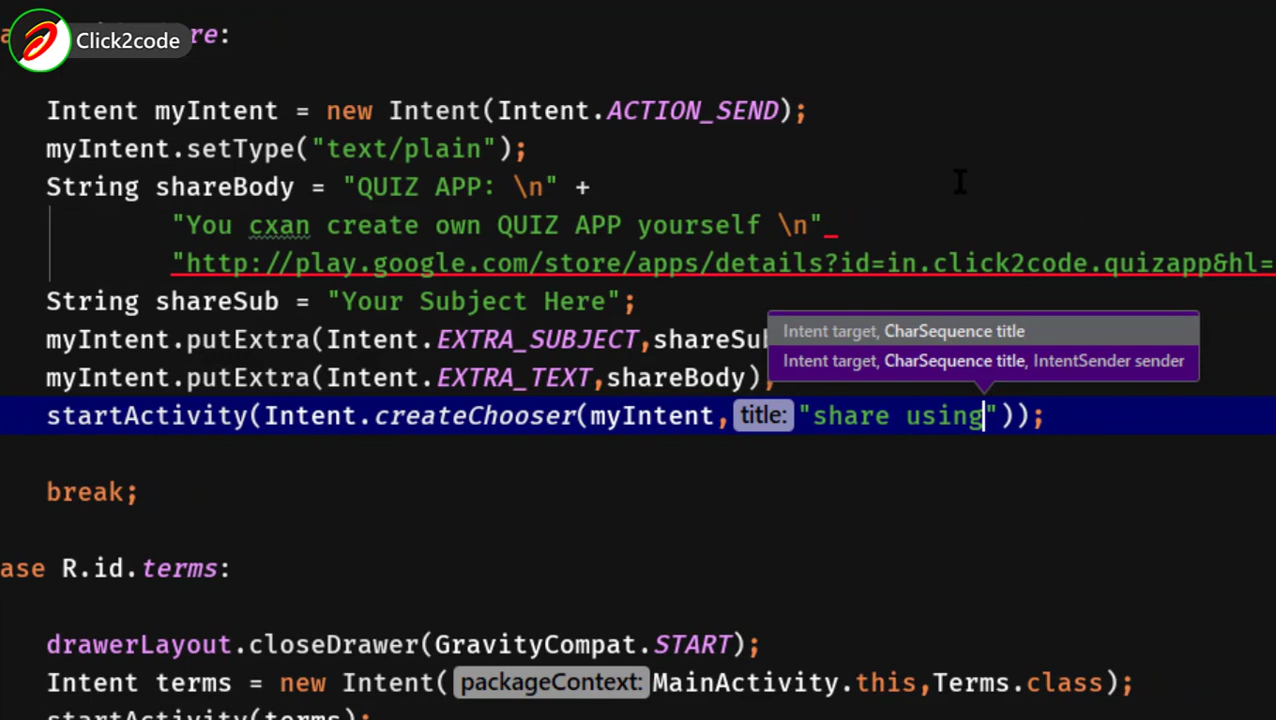 Click2code
re:
Intent myIntent = new Intent(Intent.ACTION_SEND);
myIntent.setType("text/plain");
String shareBody = "QUIZ APP: \n" +
"You cxan create own QUIZ APP yourself \n"
"http://play.google.com/store/apps/details?id=in.click2code.quizapp&hl=
String shareSub = "Your Subject Here";
Intent target, CharSequence title
myIntent.putExtra(Intent.EXTRA_SUBJECT,shareSub
Intent target, CharSequence title, IntentSender sender
myIntent.putExtra(Intent.EXTRA_TEXT,shareBody);
startActivity(Intent.createChooser(myIntent, title: "share using"));
break;
ase R.id.terms:
drawerLayout.closeDrawer(GravityCompat.START);
Intent terms = new Intent( packageContext: MainActivity.this,Terms.class);
startActivity(terms);